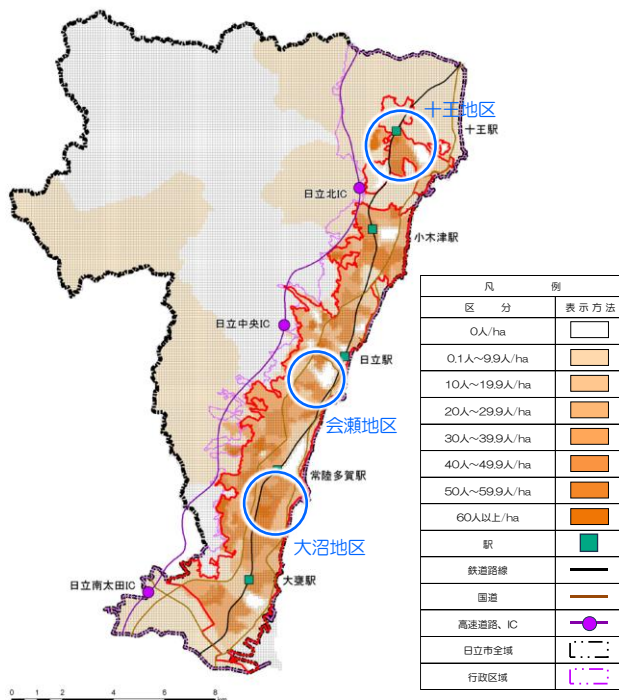 十王地区
十王駅
日立北IC
小木津駅
日立中央IC
日立駅
会瀬地区
常陸多賀駅
大沼地区
日立南太田IC
大甕駅
0 2 4 6 8
凡 例
区 分 表示方法
0人/ha
0.1人~9.9人/ha
10人~19.9人/ha
20人~29.9人/ha
30人~39.9人/ha
40人~49.9人/ha
50人~59.9人/ha
60人以上/ha
駅
鉄道路線
国道
高速道路、IC
日立市全域
行政区域